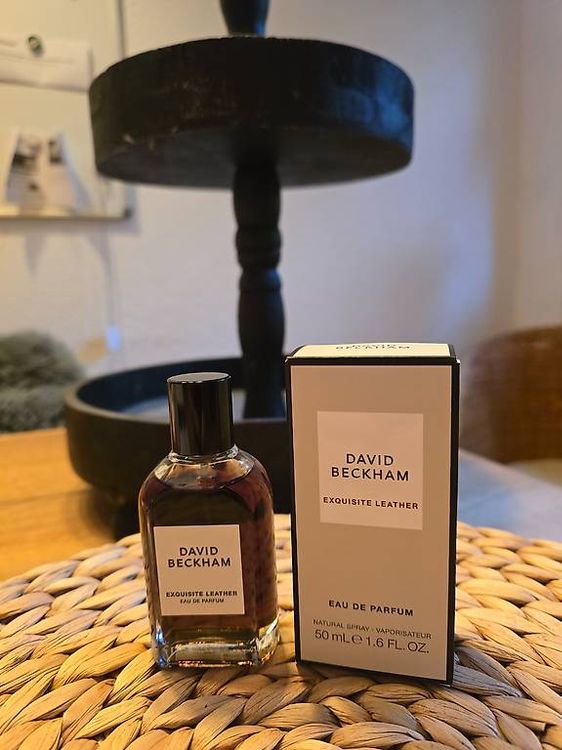 DAVID
BECKHAM
EXQUISITE LEATHER
EAU DE PARFUM
DAVID
BECKHAM
EXQUISITE LEATHER
EAU DE PARFUM
NATURAL SPRAY - VAPORISATEUR
50 mL ℮ 1.6 FL. OZ.